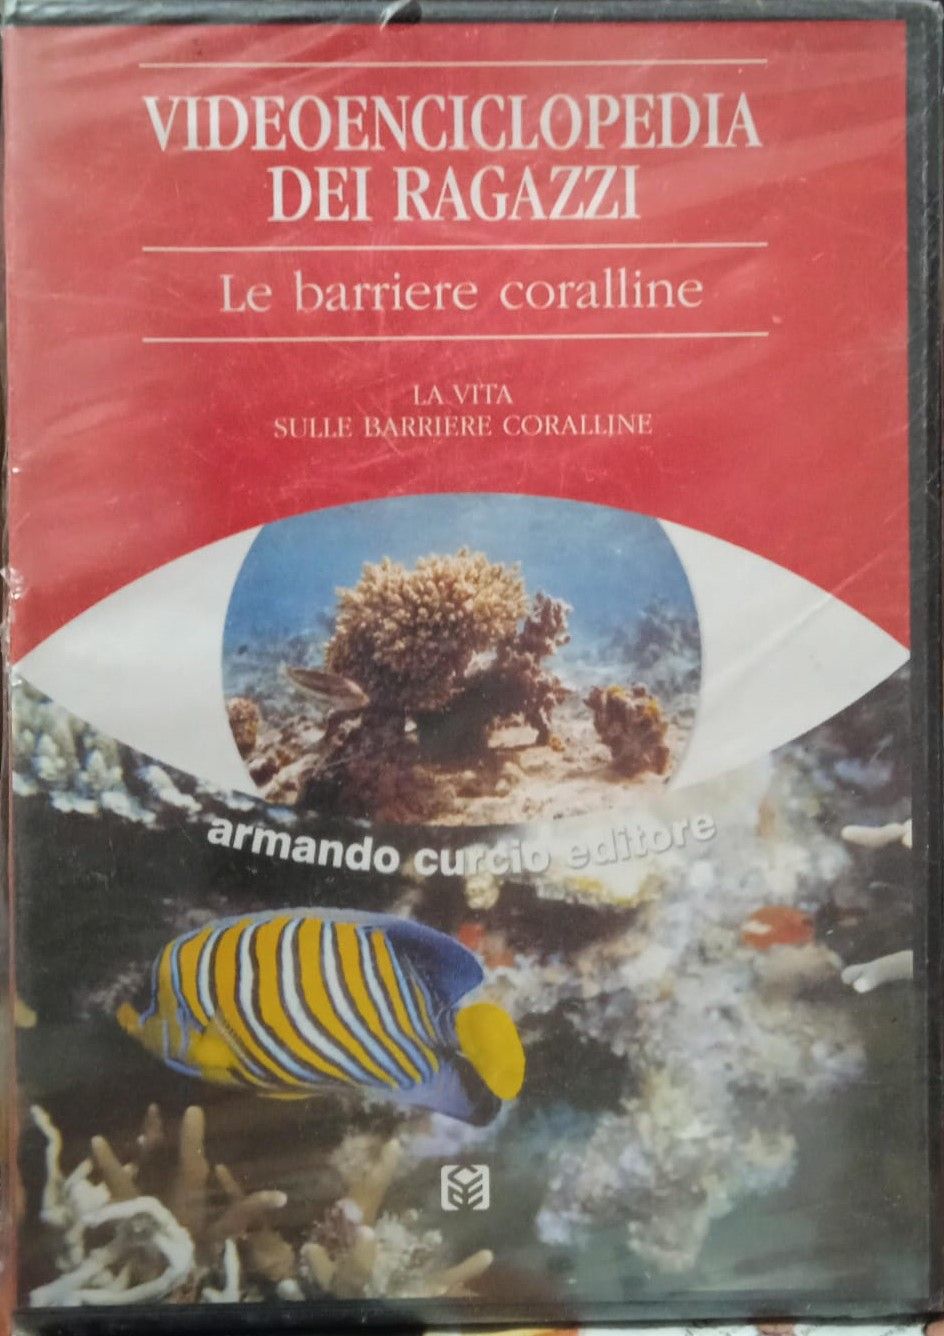 VIDEOENCICLOPEDIA
DEI RAGAZZI
Le barriere coralline
LA VITA
SULLE BARRIERE CORALLINE
armando curcio editore